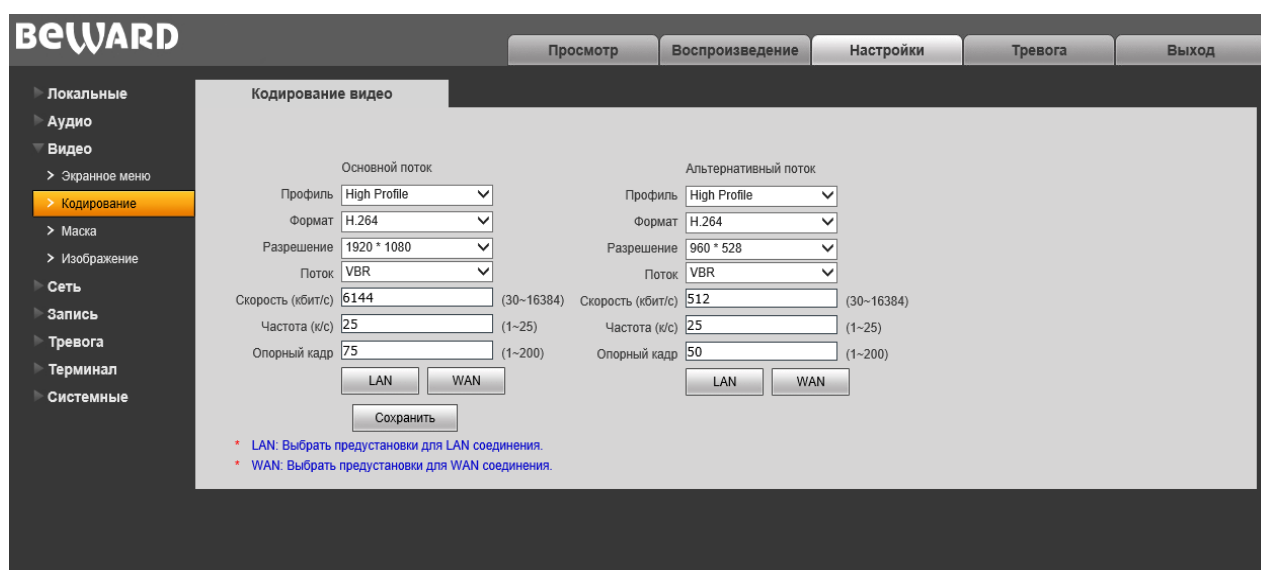 BEWARD
Просмотр Воспроизведение Настройки Тревога Выход
Локальные
Аудио
Видео
Экранное меню
Кодирование
Маска
Изображение
Сеть
Запись
Тревога
Терминал
Системные
Кодирование видео
Основной поток Альтернативный поток
Профиль High Profile Профиль High Profile
Формат H.264 Формат H.264
Разрешение 1920 * 1080 Разрешение 960 * 528
Поток VBR Поток VBR
Скорость (кбит/с) 6144 (30~16384) Скорость (кбит/с) 512 (30~16384)
Частота (к/с) 25 (1~25) Частота (к/с) 25 (1~25)
Опорный кадр 75 (1~200) Опорный кадр 50 (1~200)
LAN WAN LAN WAN
Сохранить
* LAN: Выбрать предустановки для LAN соединения.
* WAN: Выбрать предустановки для WAN соединения.